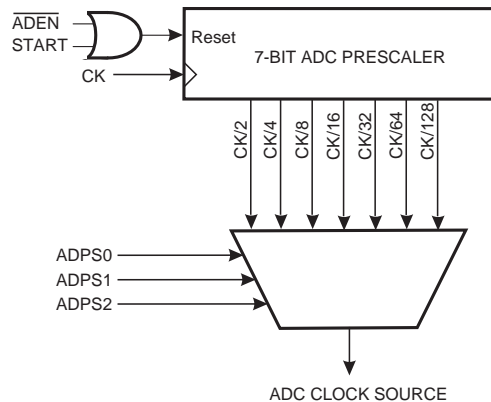 ADEN
START
Reset
7-BIT ADC PRESCALER
CK
CK/2
CK/4
CK/8
CK/16
CK/32
CK/64
CK/128
ADPS0
ADPS1
ADPS2
ADC CLOCK SOURCE